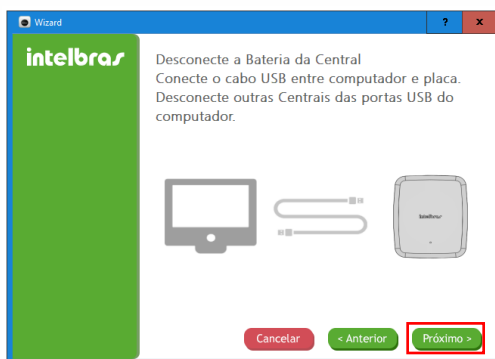 Wizard
? x
intelbras
Desconecte a Bateria da Central
Conecte o cabo USB entre computador e placa.
Desconecte outras Centrais das portas USB do
computador.
intelbras
Cancelar < Anterior Próximo >